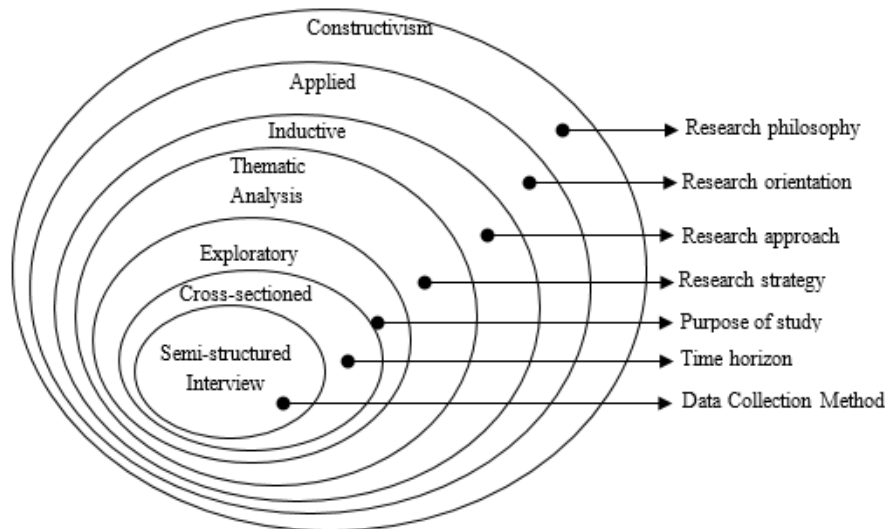 Constructivism
Applied
Inductive
Thematic
Analysis
Exploratory
Cross-sectioned
Semi-structured
Interview
Research philosophy
Research orientation
Research approach
Research strategy
Purpose of study
Time horizon
Data Collection Method